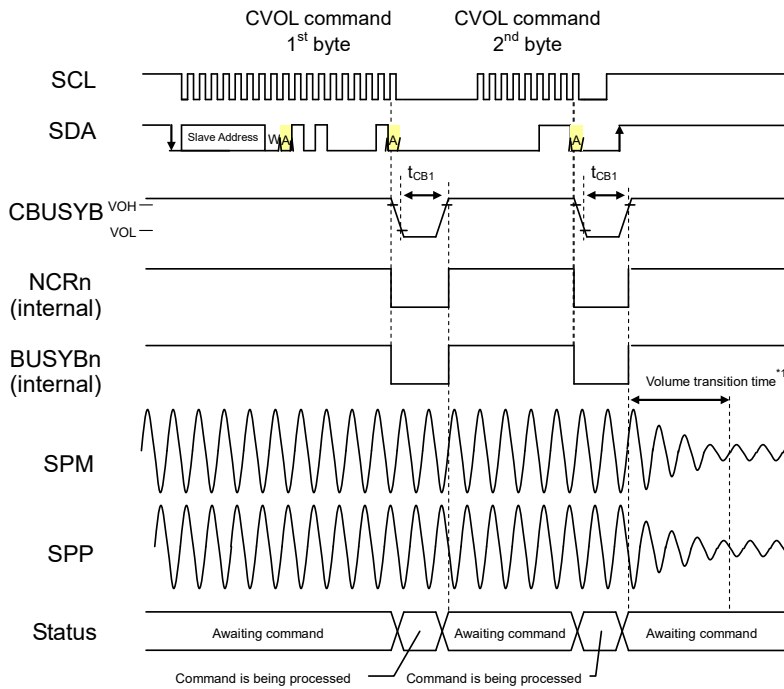 CVOL command
1st byte
CVOL command
2nd byte
SCL
SDA
Slave Address
W
A
A
A
tCB1
tCB1
CBUSYB
VOH
VOL
NCRn
(internal)
BUSYBn
(internal)
Volume transition time*1
SPM
SPP
Status
Awaiting command
Awaiting command
Awaiting command
Command is being processed
Command is being processed